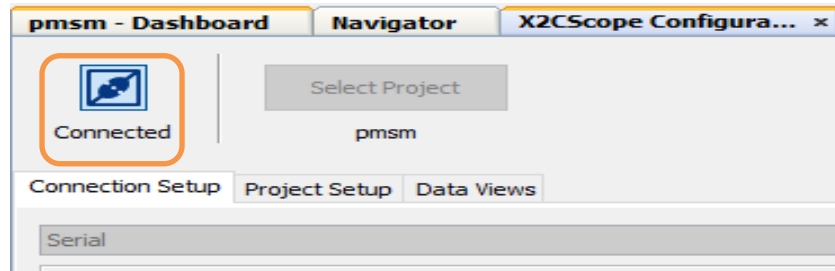 pmsm - Dashboard Navigator X2CScope Configura... ×
Select Project
Connected pmsm
Connection Setup Project Setup Data Views
Serial